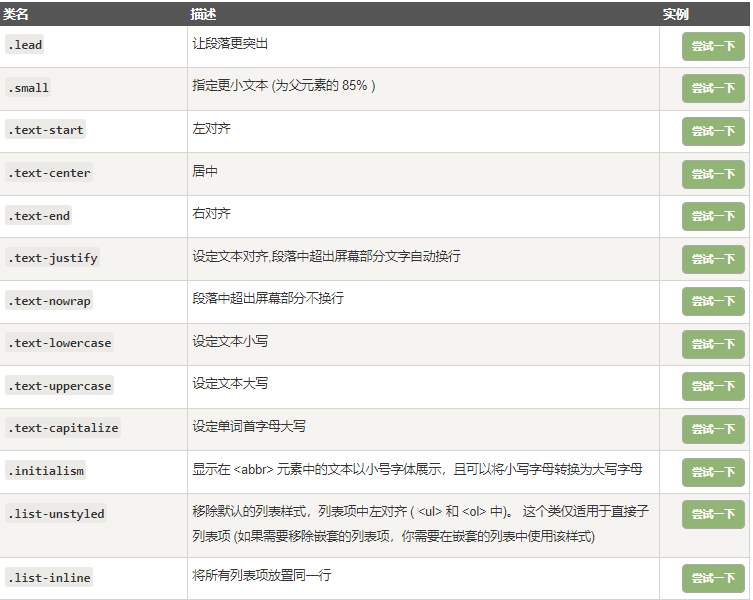 类名 描述 实例
.lead 让段落更突出 尝试一下
.small 指定更小文本 (为父元素的 85% ) 尝试一下
.text-start 左对齐 尝试一下
.text-center 居中 尝试一下
.text-end 右对齐 尝试一下
.text-justify 设定文本对齐,段落中超出屏幕部分文字自动换行 尝试一下
.text-nowrap 段落中超出屏幕部分不换行 尝试一下
.text-lowercase 设定文本小写 尝试一下
.text-uppercase 设定文本大写 尝试一下
.text-capitalize 设定单词首字母大写 尝试一下
.initialism 显示在 <abbr> 元素中的文本以小号字体展示，且可以将小写字母转换为大写字母 尝试一下
.list-unstyled 移除默认的列表样式，列表项中左对齐 ( <ul> 和 <ol> 中)。 这个类仅适用于直接子 尝试一下
列表项 (如果需要移除嵌套的列表项，你需要在嵌套的列表中使用该样式)
.list-inline 将所有列表项放置同一行 尝试一下